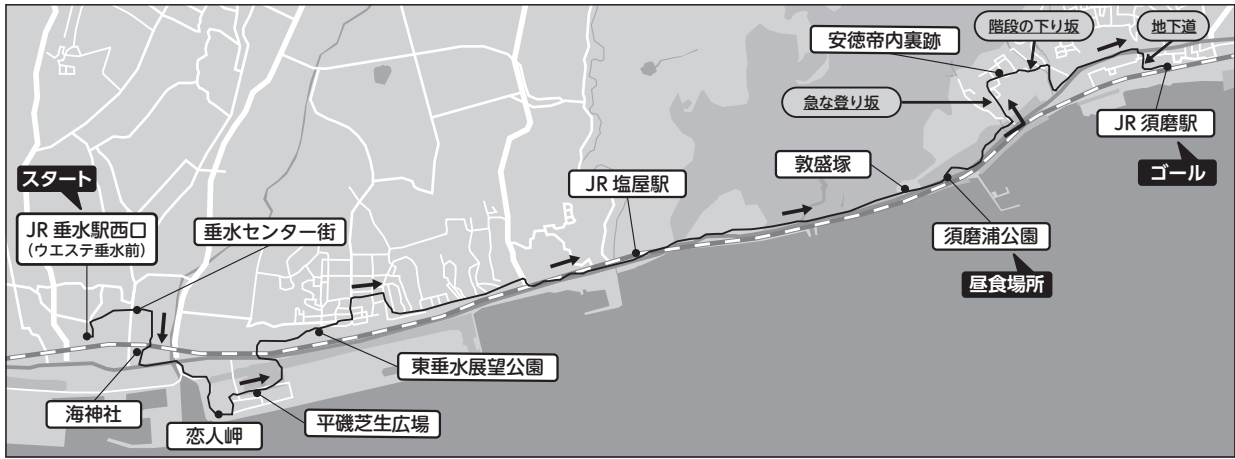 スタート
JR 垂水駅西口
(ウエステ垂水前)
垂水センター街
海神社
恋人岬
平磯芝生広場
東垂水展望公園
JR 塩屋駅
敦盛塚
須磨浦公園
昼食場所
急な登り坂
安徳帝内裏跡
階段の下り坂
地下道
JR 須磨駅
ゴール